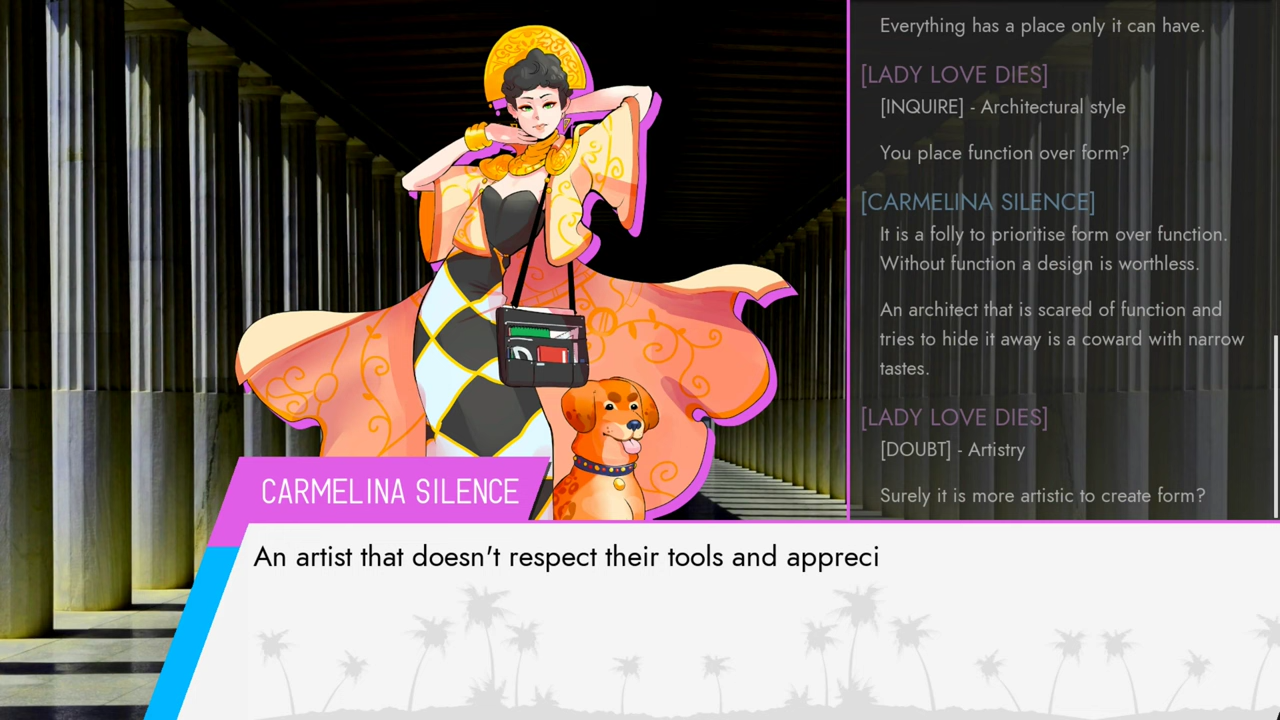 Everything has a place only it can have.
[LADY LOVE DIES]
[INQUIRE] - Architectural style
You place function over form?
[CARMELINA SILENCE]
It is a folly to prioritise form over function.
Without function a design is worthless.
An architect that is scared of function and
tries to hide it away is a coward with narrow
tastes.
[LADY LOVE DIES]
[DOUBT] - Artistry
Surely it is more artistic to create form?
CARMELINA SILENCE
An artist that doesn't respect their tools and appreci